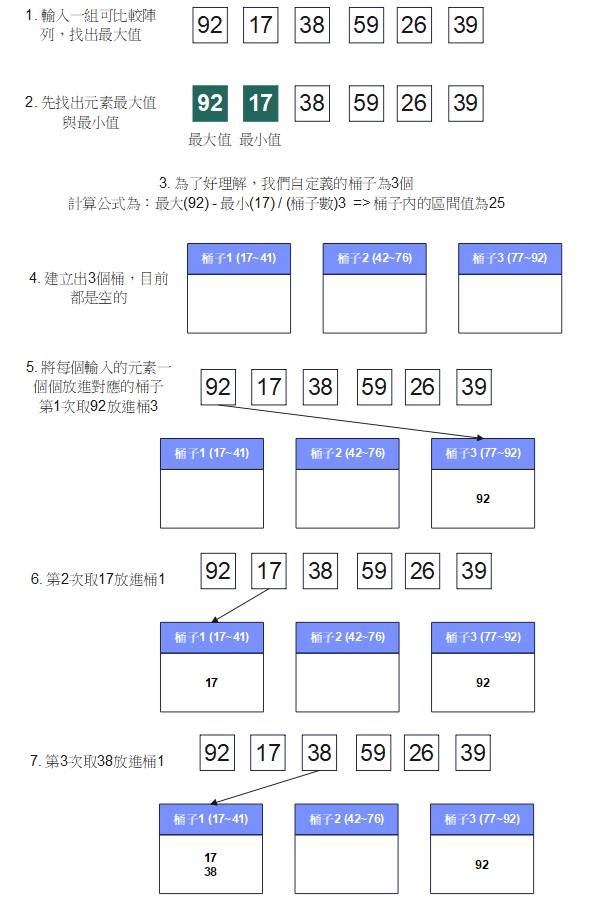 1. 輸入一組可比較陣
列，找出最大值
92 17 38 59 26 39
2. 先找出元素最大值
與最小值
92 17 38 59 26 39
最大值 最小值
3. 為了好理解，我們自定義的桶子為3個
計算公式為：最大(92) - 最小(17) / (桶子數)3 => 桶子內的區間值為25
4. 建立出3個桶，目前
都是空的
桶子1 (17~41) 桶子2 (42~76) 桶子3 (77~92)
5. 將每個輸入的元素一
個個放進對應的桶子
第1次取92放進桶3
92 17 38 59 26 39
桶子1 (17~41) 桶子2 (42~76) 桶子3 (77~92)
92
6. 第2次取17放進桶1
92 17 38 59 26 39
桶子1 (17~41) 桶子2 (42~76) 桶子3 (77~92)
17 92
7. 第3次取38放進桶1
92 17 38 59 26 39
桶子1 (17~41) 桶子2 (42~76) 桶子3 (77~92)
17
38
92